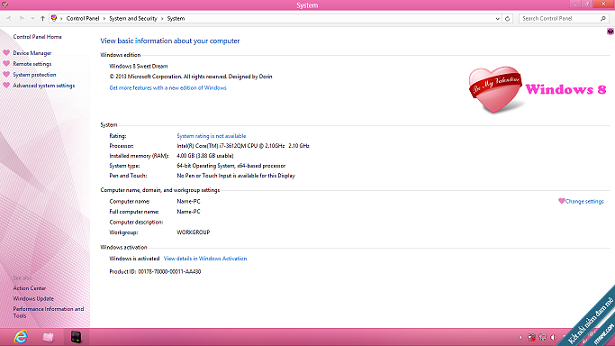 System
Control Panel
System and Security
System
Search Control Panel
Control Panel Home
Device Manager
Remote settings
System protection
Advanced system settings
View basic information about your computer
Windows edition
Windows 8 Sweet Dream
© 2013 Microsoft Corporation. All rights reserved. Designed by Dorin
Get more features with a new edition of Windows
Be My Valentine
Windows 8
System
Rating: System rating is not available
Processor: Intel(R) Core(TM) i7-3612QM CPU @ 2.10GHz 2.10 GHz
Installed memory (RAM): 4.00 GB (3.88 GB usable)
System type: 64-bit Operating System, x64-based processor
Pen and Touch: No Pen or Touch Input is available for this Display
Computer name, domain, and workgroup settings
Computer name: Name-PC
Change settings
Full computer name: Name-PC
Computer description:
Workgroup: WORKGROUP
Windows activation
Windows is activated View details in Windows Activation
Product ID: 00178-70000-00011-AA430
See also
Action Center
Windows Update
Performance Information and
Tools
Kết nối niềm đam mê